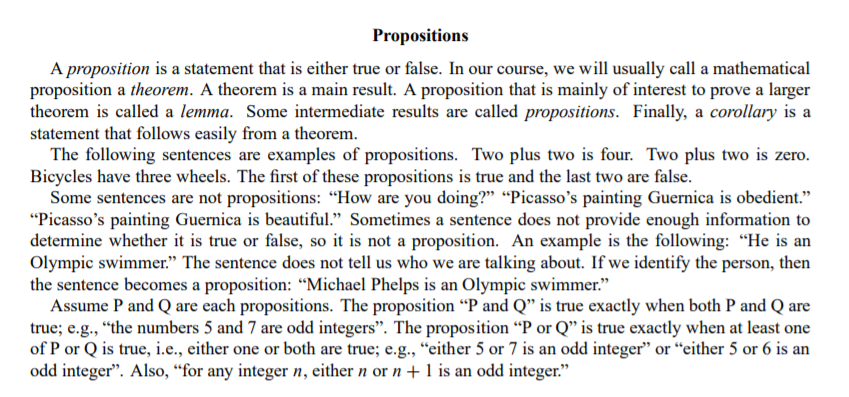 Propositions
A proposition is a statement that is either true or false. In our course, we will usually call a mathematical
proposition a theorem. A theorem is a main result. A proposition that is mainly of interest to prove a larger
theorem is called a lemma. Some intermediate results are called propositions. Finally, a corollary is a
statement that follows easily from a theorem.
The following sentences are examples of propositions. Two plus two is four. Two plus two is zero.
Bicycles have three wheels. The first of these propositions is true and the last two are false.
Some sentences are not propositions: “How are you doing?” “Picasso’s painting Guernica is obedient.”
“Picasso’s painting Guernica is beautiful.” Sometimes a sentence does not provide enough information to
determine whether it is true or false, so it is not a proposition. An example is the following: “He is an
Olympic swimmer.” The sentence does not tell us who we are talking about. If we identify the person, then
the sentence becomes a proposition: “Michael Phelps is an Olympic swimmer.”
Assume P and Q are each propositions. The proposition “P and Q” is true exactly when both P and Q are
true; e.g., “the numbers 5 and 7 are odd integers”. The proposition “P or Q” is true exactly when at least one
of P or Q is true, i.e., either one or both are true; e.g., “either 5 or 7 is an odd integer” or “either 5 or 6 is an
odd integer”. Also, “for any integer n, either n or n + 1 is an odd integer.”